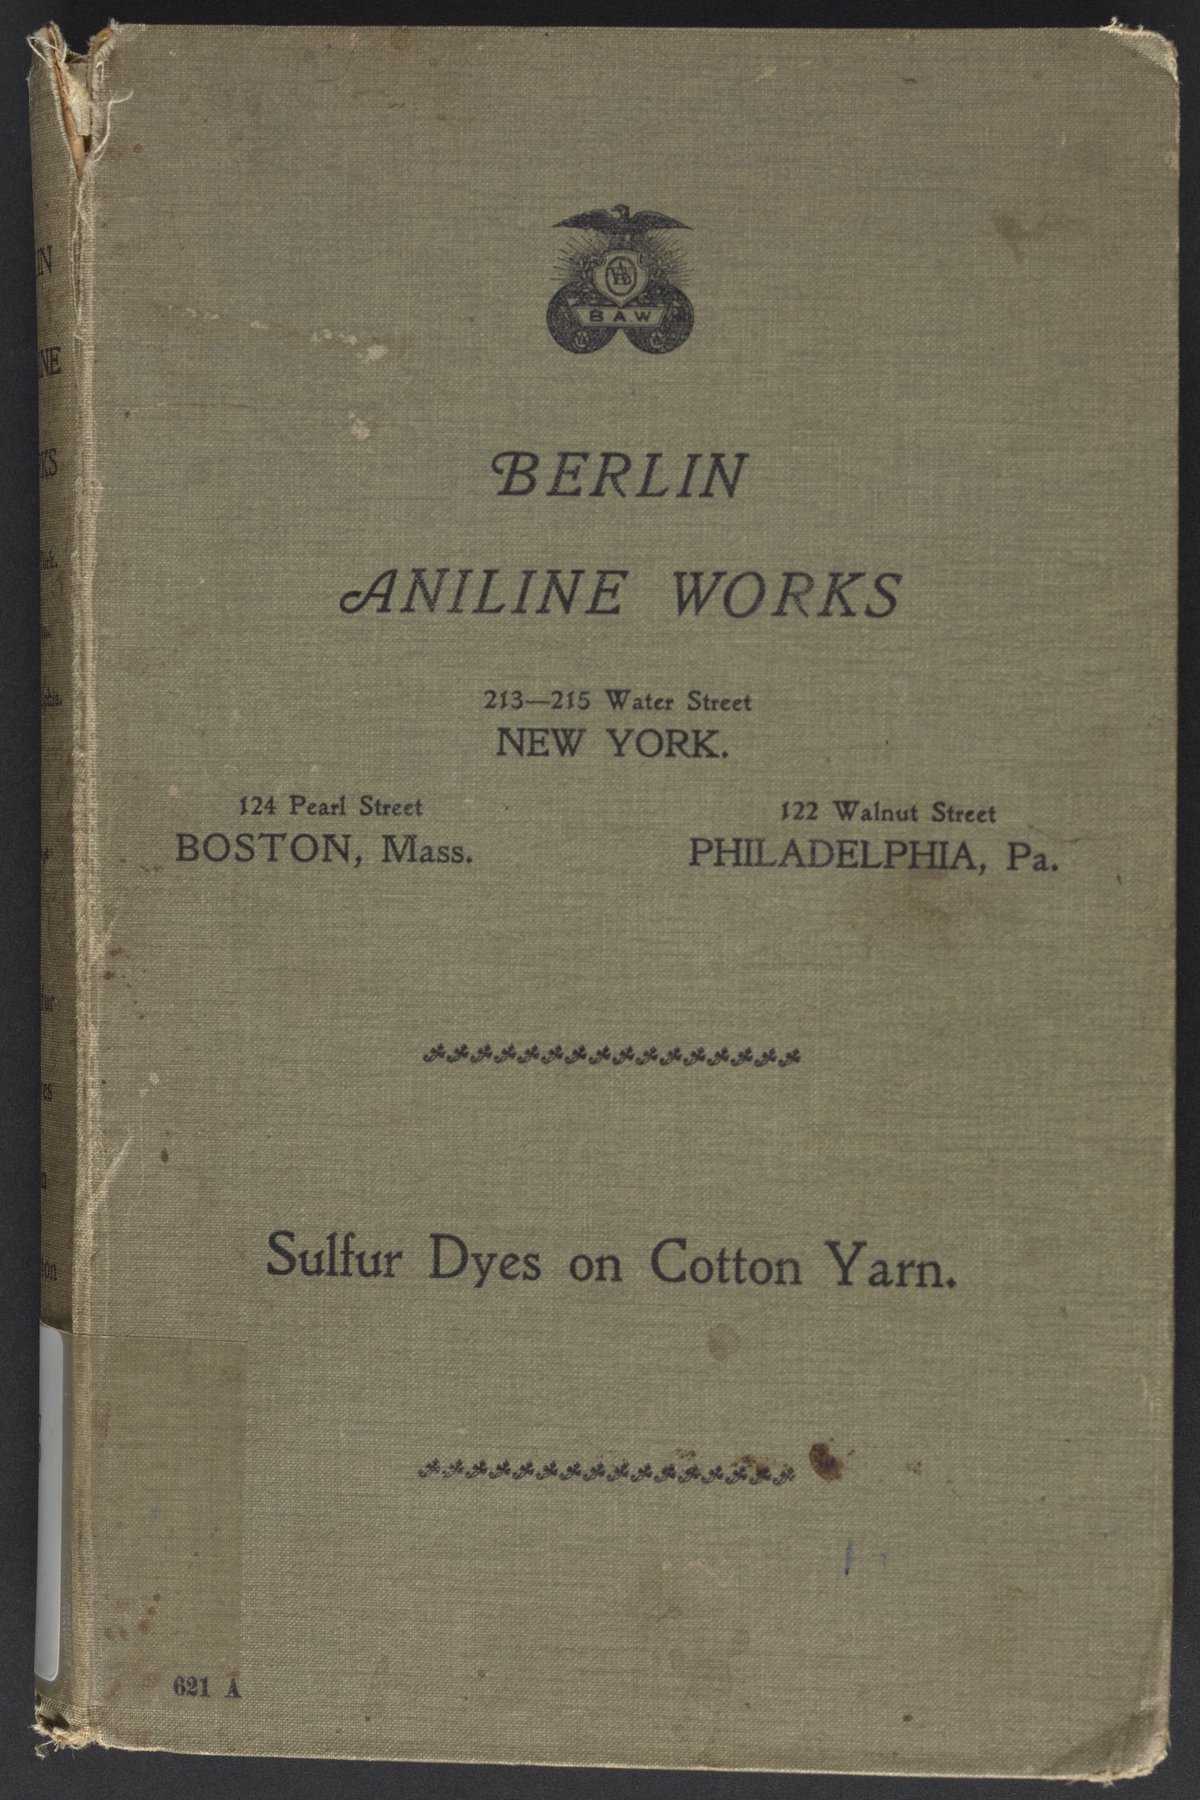 BAW
BERLIN
ANILINE WORKS
213—215 Water Street
NEW YORK.
124 Pearl Street
BOSTON, Mass.
122 Walnut Street
PHILADELPHIA, Pa.
Sulfur Dyes on Cotton Yarn.
621 A